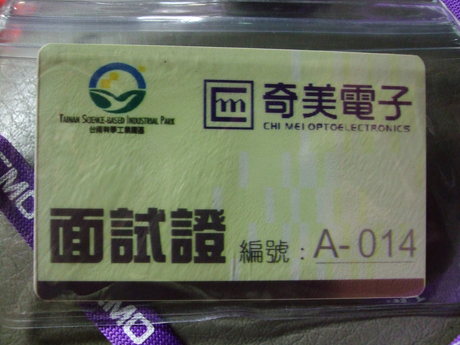 TAINAN SCIENCE-BASED INDUSTRIAL PARK
台南科學工業園區
奇美電子
CHI MEI OPTOELECTRONICS
面試證 編號：A-014
CMO